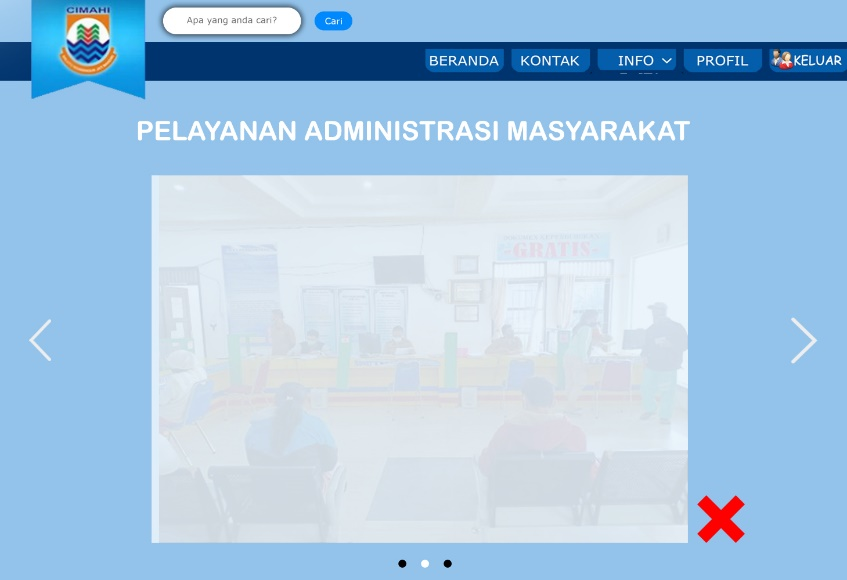 CIMAHI
Apa yang anda cari?
Cari
BERANDA
KONTAK
INFO
PROFIL
KELUAR
PELAYANAN ADMINISTRASI MASYARAKAT
GRATIS